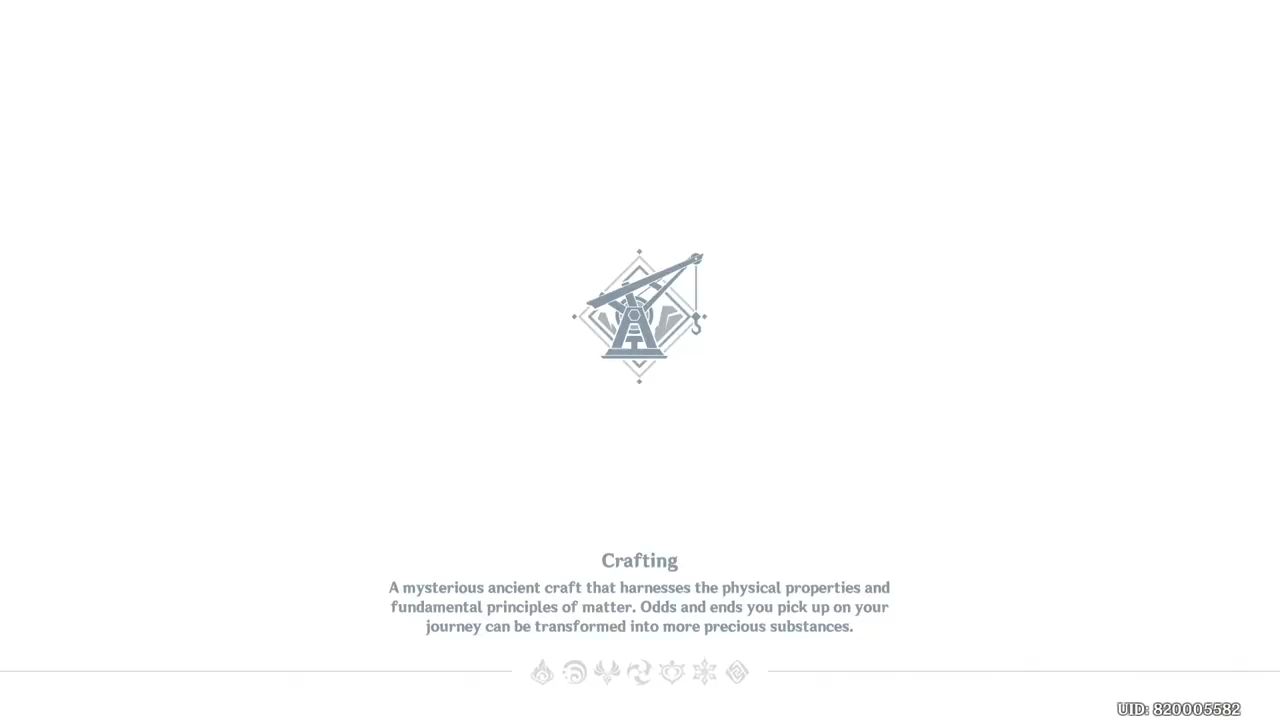 Crafting
A mysterious ancient craft that harnesses the physical properties and
fundamental principles of matter. Odds and ends you pick up on your
journey can be transformed into more precious substances.
UID: 820005582